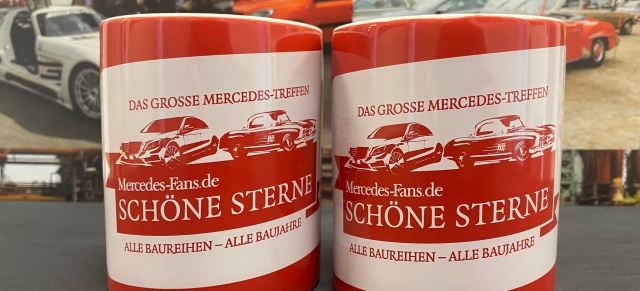 DAS GROSSE MERCEDES-TREFFEN
Mercedes-Fans.de
SCHÖNE STERNE
ALLE BAUREIHEN – ALLE BAUJAHRE
DAS GROSSE MERCEDES-TREFFEN
Mercedes-Fans.de
SCHÖNE STERNE
ALLE BAUREIHEN – ALLE BAUJAHRE